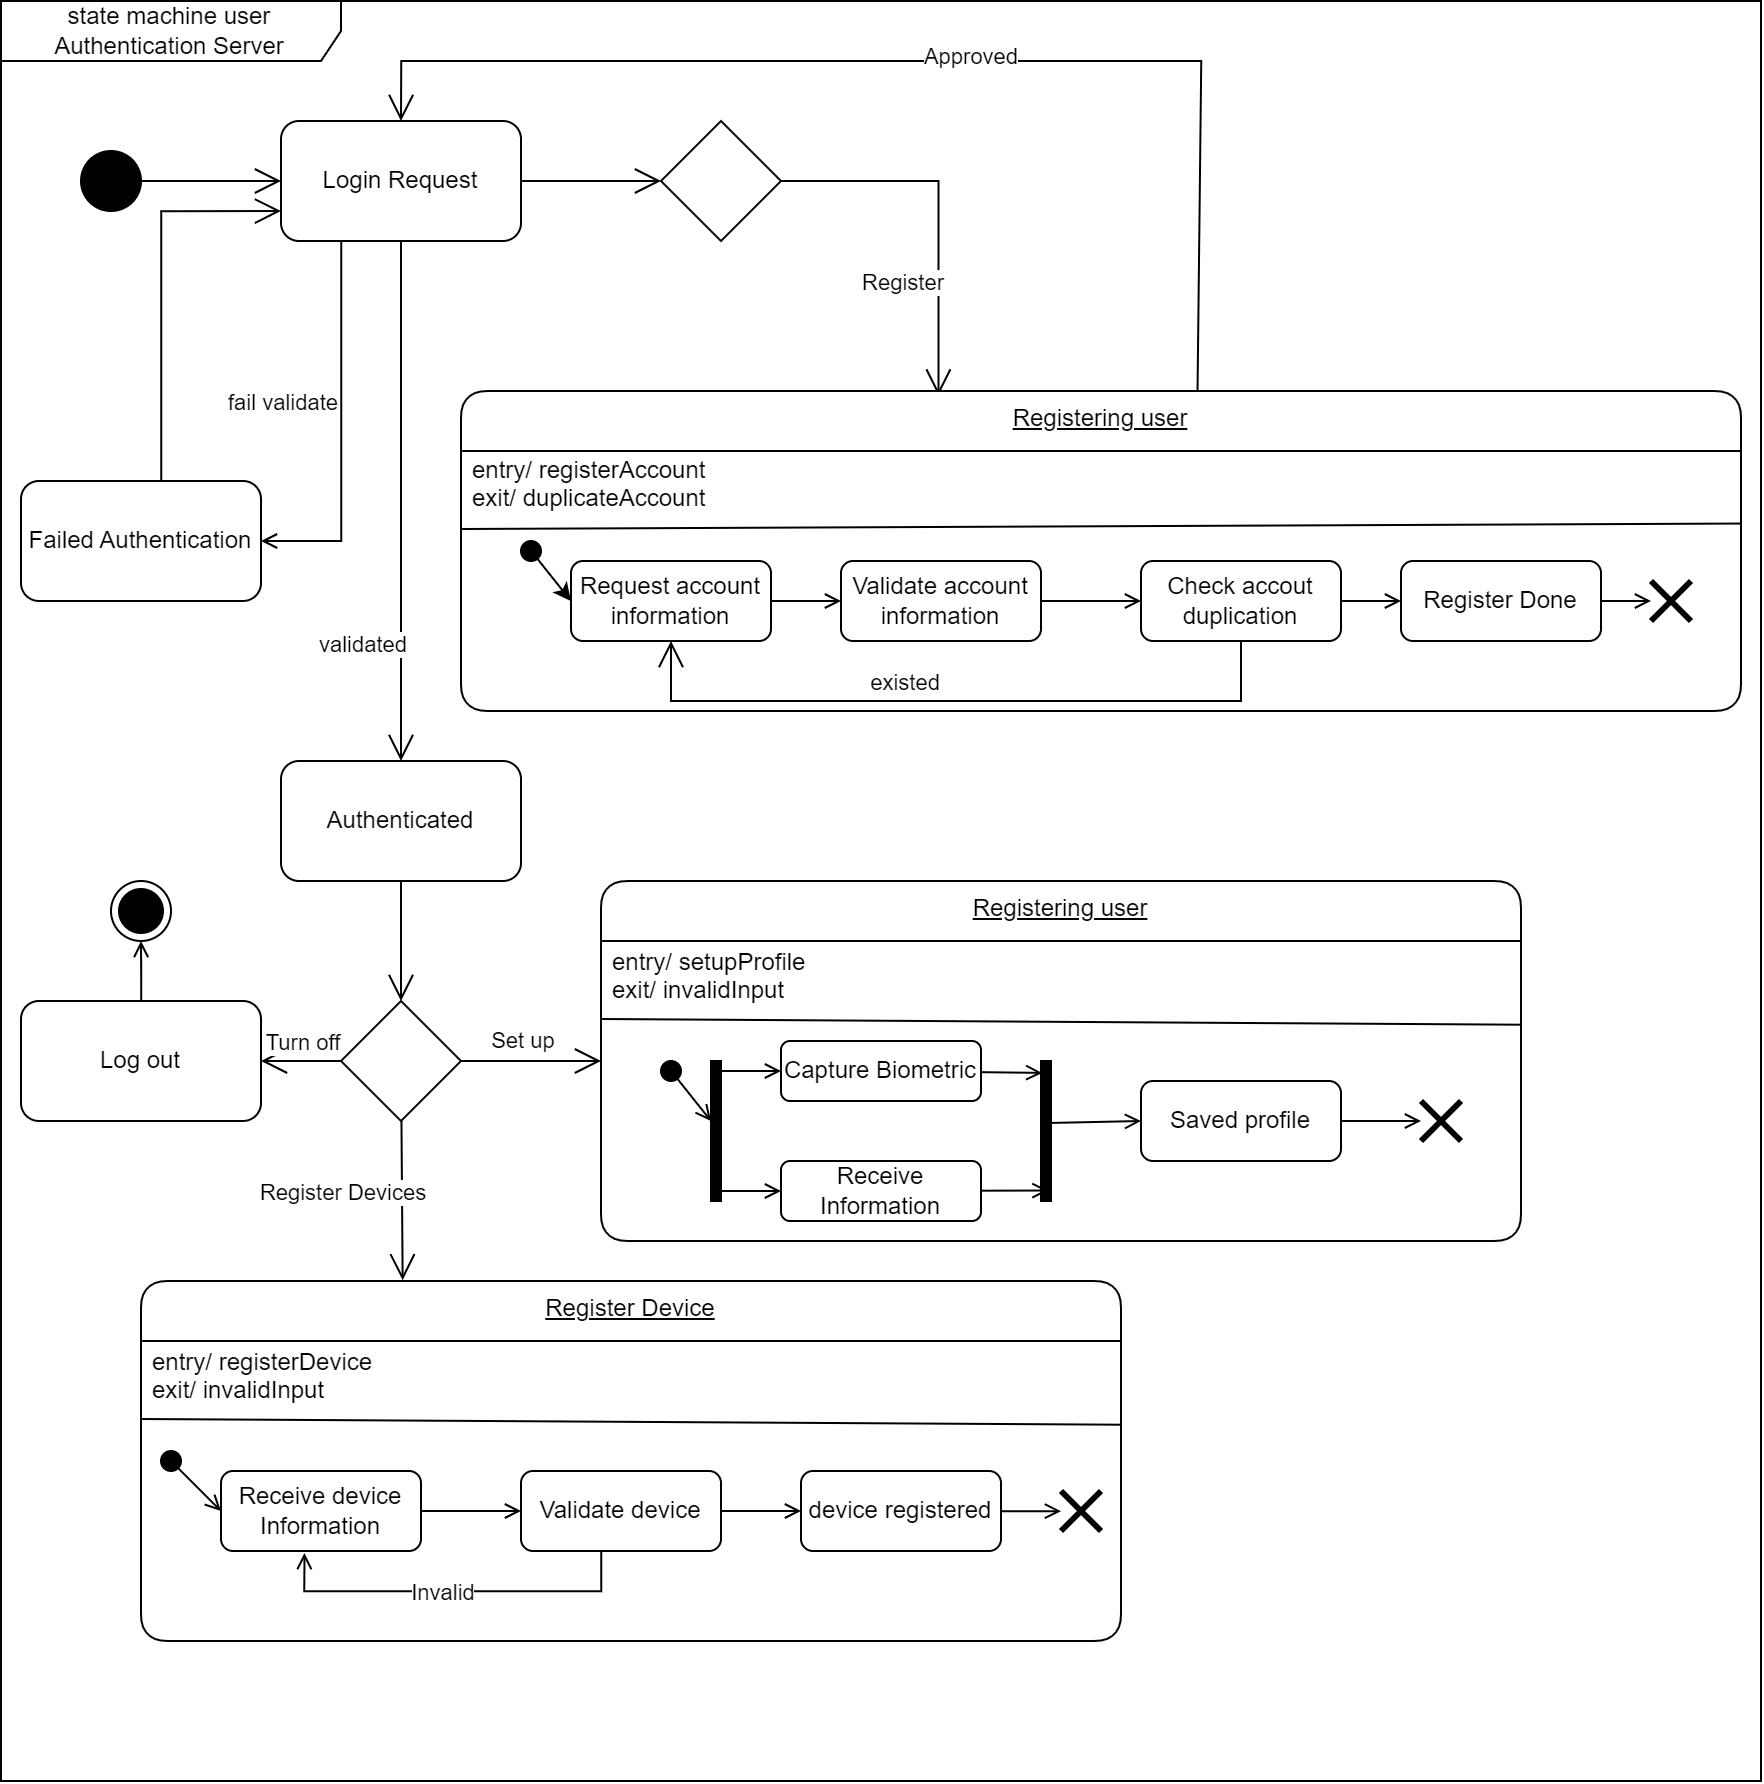 state machine user
Authentication Server
Approved
Login Request
Register
fail validate
Registering user
entry/ registerAccount
exit/ duplicateAccount
Failed Authentication
Request account
information
Validate account
information
Check accout
duplication
Register Done
validated
existed
Authenticated
Registering user
entry/ setupProfile
exit/ invalidInput
Turn off
Set up
Log out
Capture Biometric
Saved profile
Receive
Information
Register Devices
Register Device
entry/ registerDevice
exit/ invalidInput
Receive device
Information
Validate device
device registered
Invalid